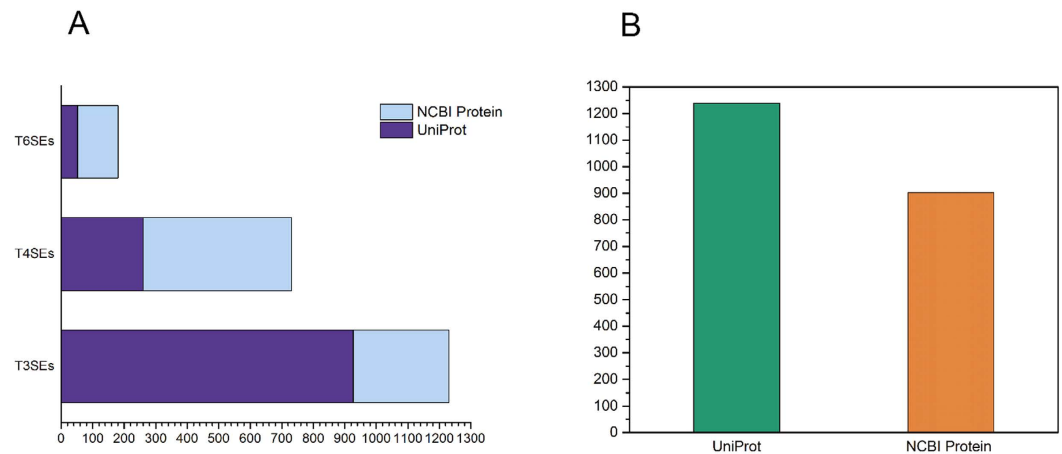 A
T6SEs
T4SEs
T3SEs
NCBI Protein
UniProt
0 100 200 300 400 500 600 700 800 900 1000 1100 1200 1300
B
1300
1200
1100
1000
900
800
700
600
500
400
300
200
100
0
UniProt NCBI Protein